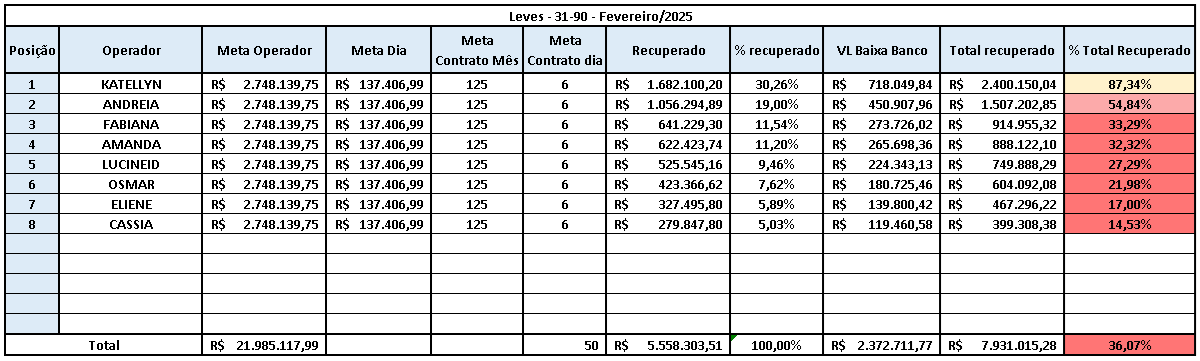 Leves - 31-90 - Fevereiro/2025
Posição Operador Meta Operador Meta Dia Meta Contrato Mês Meta Contrato dia Recuperado % recuperado VL Baixa Banco Total recuperado % Total Recuperado
1 KATELLYN R$ 2.748.139,75 R$ 137.406,99 125 6 R$ 1.682.100,20 30,26% R$ 718.049,84 R$ 2.400.150,04 87,34%
2 ANDREIA R$ 2.748.139,75 R$ 137.406,99 125 6 R$ 1.056.294,89 19,00% R$ 450.907,96 R$ 1.507.202,85 54,84%
3 FABIANA R$ 2.748.139,75 R$ 137.406,99 125 6 R$ 641.229,30 11,54% R$ 273.726,02 R$ 914.955,32 33,29%
4 AMANDA R$ 2.748.139,75 R$ 137.406,99 125 6 R$ 622.423,74 11,20% R$ 265.698,36 R$ 888.122,10 32,32%
5 LUCINEID R$ 2.748.139,75 R$ 137.406,99 125 6 R$ 525.545,16 9,46% R$ 224.343,13 R$ 749.888,29 27,29%
6 OSMAR R$ 2.748.139,75 R$ 137.406,99 125 6 R$ 423.366,62 7,62% R$ 180.725,46 R$ 604.092,08 21,98%
7 ELIENE R$ 2.748.139,75 R$ 137.406,99 125 6 R$ 327.495,80 5,89% R$ 139.800,42 R$ 467.296,22 17,00%
8 CASSIA R$ 2.748.139,75 R$ 137.406,99 125 6 R$ 279.847,80 5,03% R$ 119.460,58 R$ 399.308,38 14,53%
Total R$ 21.985.117,99 50 R$ 5.558.303,51 100,00% R$ 2.372.711,77 R$ 7.931.015,28 36,07%